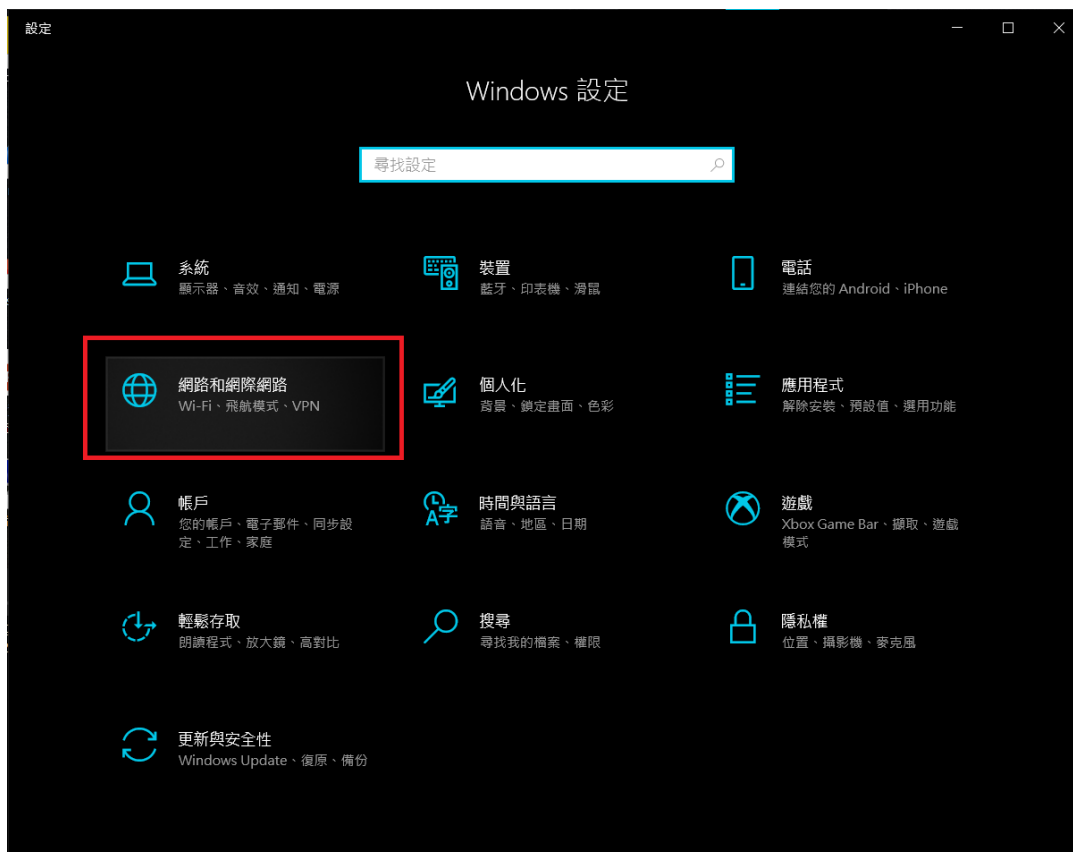 設定
Windows 設定
尋找設定
系統
顯示器、音效、通知、電源
裝置
藍牙、印表機、滑鼠
電話
連結您的 Android、iPhone
網路和網際網路
Wi-Fi、飛航模式、VPN
個人化
背景、鎖定畫面、色彩
應用程式
解除安裝、預設值、選用功能
帳戶
您的帳戶、電子郵件、同步設
定、工作、家庭
時間與語言
語音、地區、日期
遊戲
Xbox Game Bar、擷取、遊戲
模式
輕鬆存取
朗讀程式、放大鏡、高對比
搜尋
尋找我的檔案、權限
隱私權
位置、攝影機、麥克風
更新與安全性
Windows Update、復原、備份